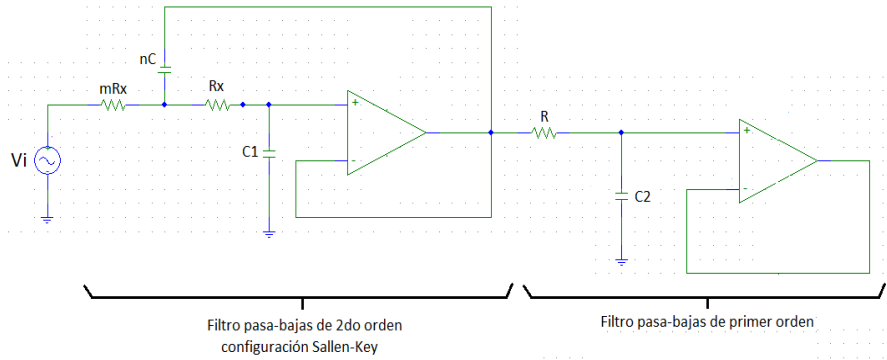 nC
mRx
Rx
R
Vi
C1
C2
+
-
+
-
Filtro pasa-bajas de 2do orden
configuración Sallen-Key
Filtro pasa-bajas de primer orden